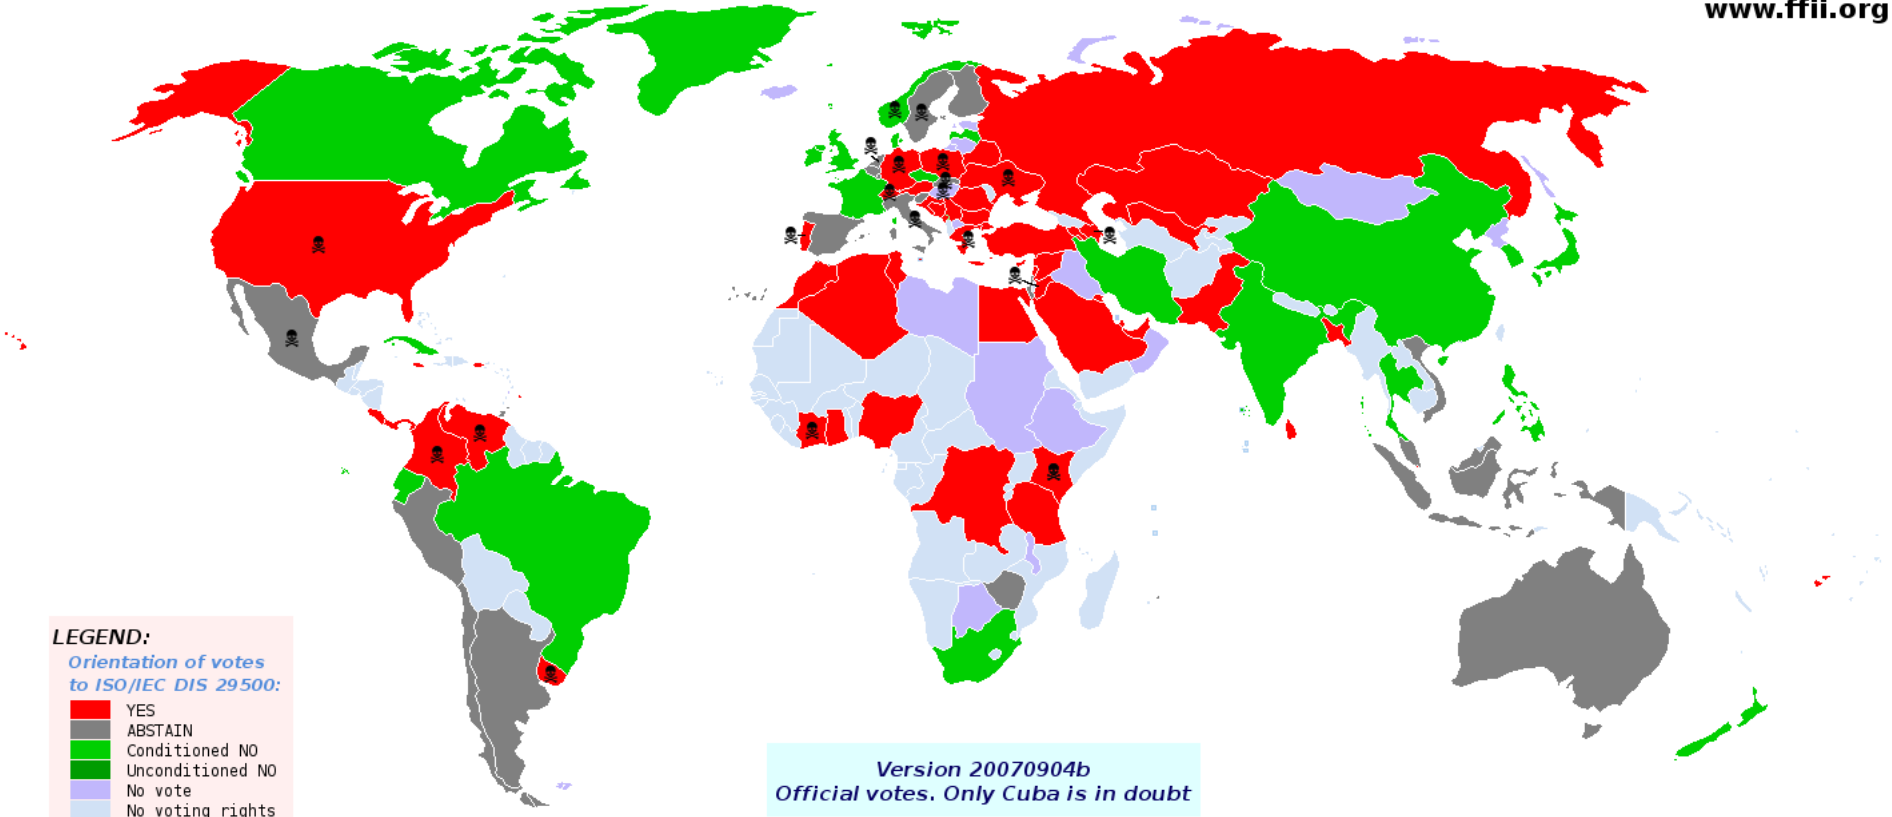 www.ffii.org
LEGEND:
Orientation of votes
to ISO/IEC DIS 29500:
YES
ABSTAIN
Conditioned NO
Unconditioned NO
No vote
No voting rights
Version 20070904b
Official votes. Only Cuba is in doubt